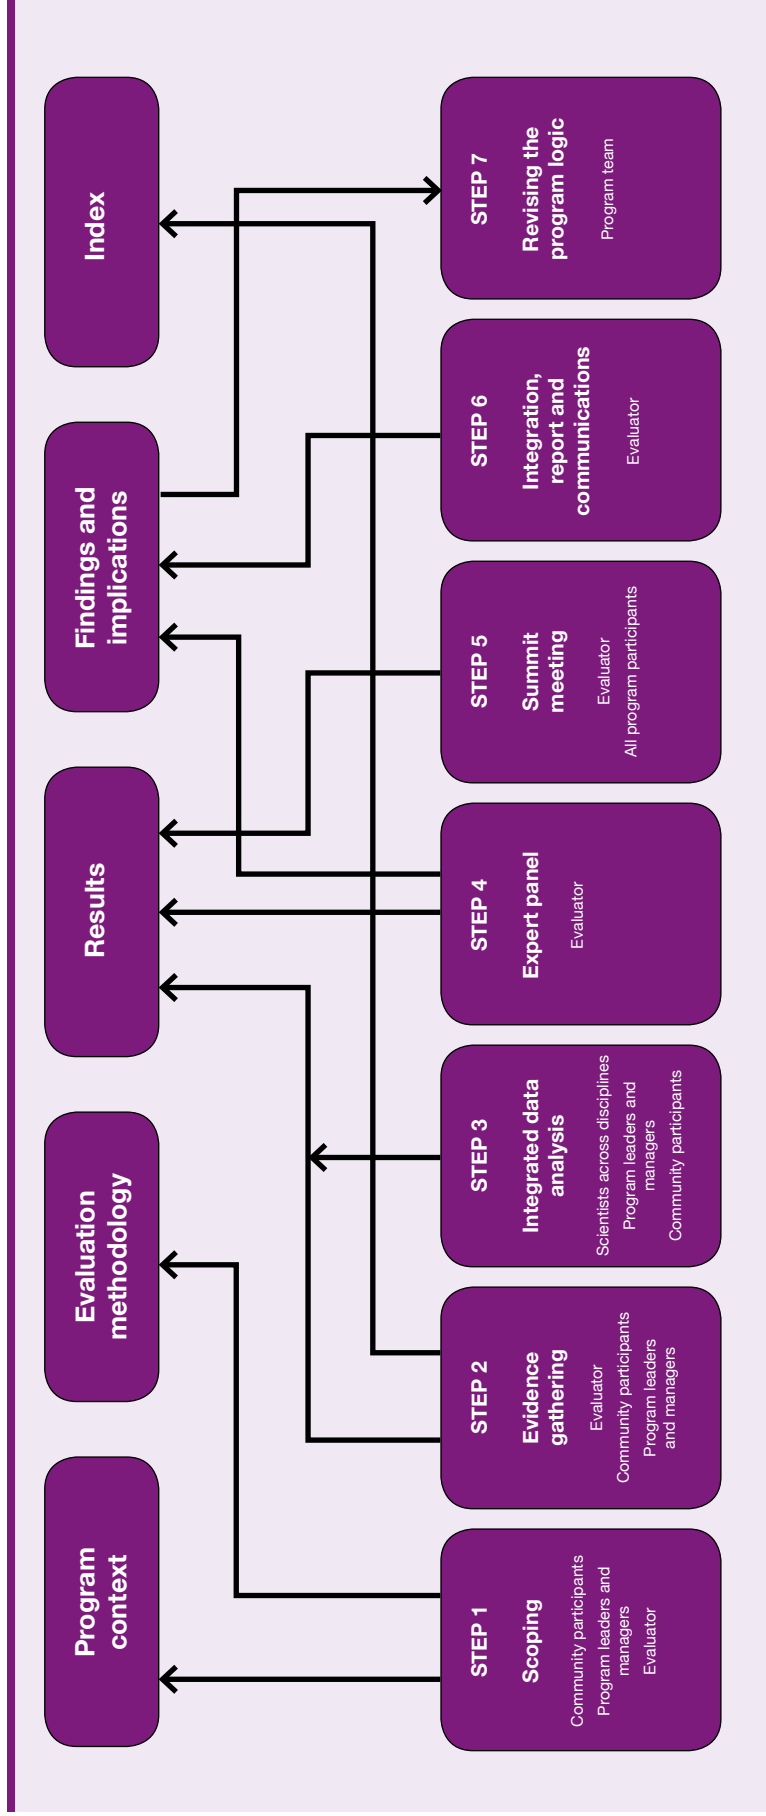 Program
context
Evaluation
methodology
Results
Findings and
implications
Index
STEP 1
Scoping
Community participants
Program leaders and
managers
Evaluator
STEP 2
Evidence
gathering
Evaluator
Community participants
Program leaders
and managers
STEP 3
Integrated data
analysis
Scientists across disciplines
Program leaders and
managers
Community participants
STEP 4
Expert panel
Evaluator
STEP 5
Summit
meeting
Evaluator
All program participants
STEP 6
Integration,
report and
communications
Evaluator
STEP 7
Revising the
program logic
Program team